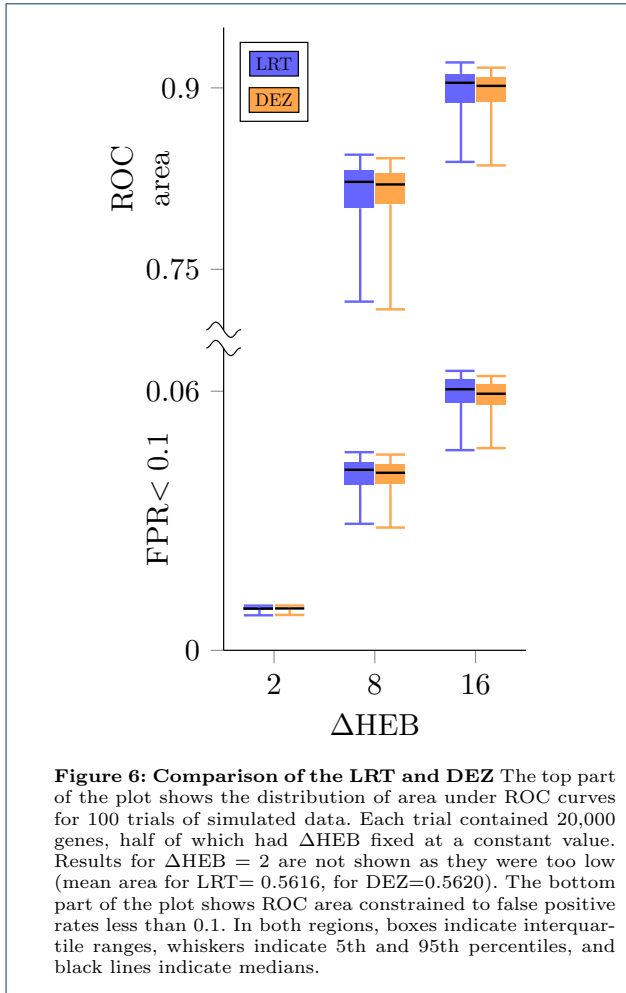 LRT
DEZ
0.9
ROC
area
0.75
0.06
FPR< 0.1
0
2 8 16
ΔHEB
Figure 6: Comparison of the LRT and DEZ The top part
of the plot shows the distribution of area under ROC curves
for 100 trials of simulated data. Each trial contained 20,000
genes, half of which had ΔHEB fixed at a constant value.
Results for ΔHEB = 2 are not shown as they were too low
(mean area for LRT= 0.5616, for DEZ=0.5620). The bottom
part of the plot shows ROC area constrained to false positive
rates less than 0.1. In both regions, boxes indicate interquar-
tile ranges, whiskers indicate 5th and 95th percentiles, and
black lines indicate medians.